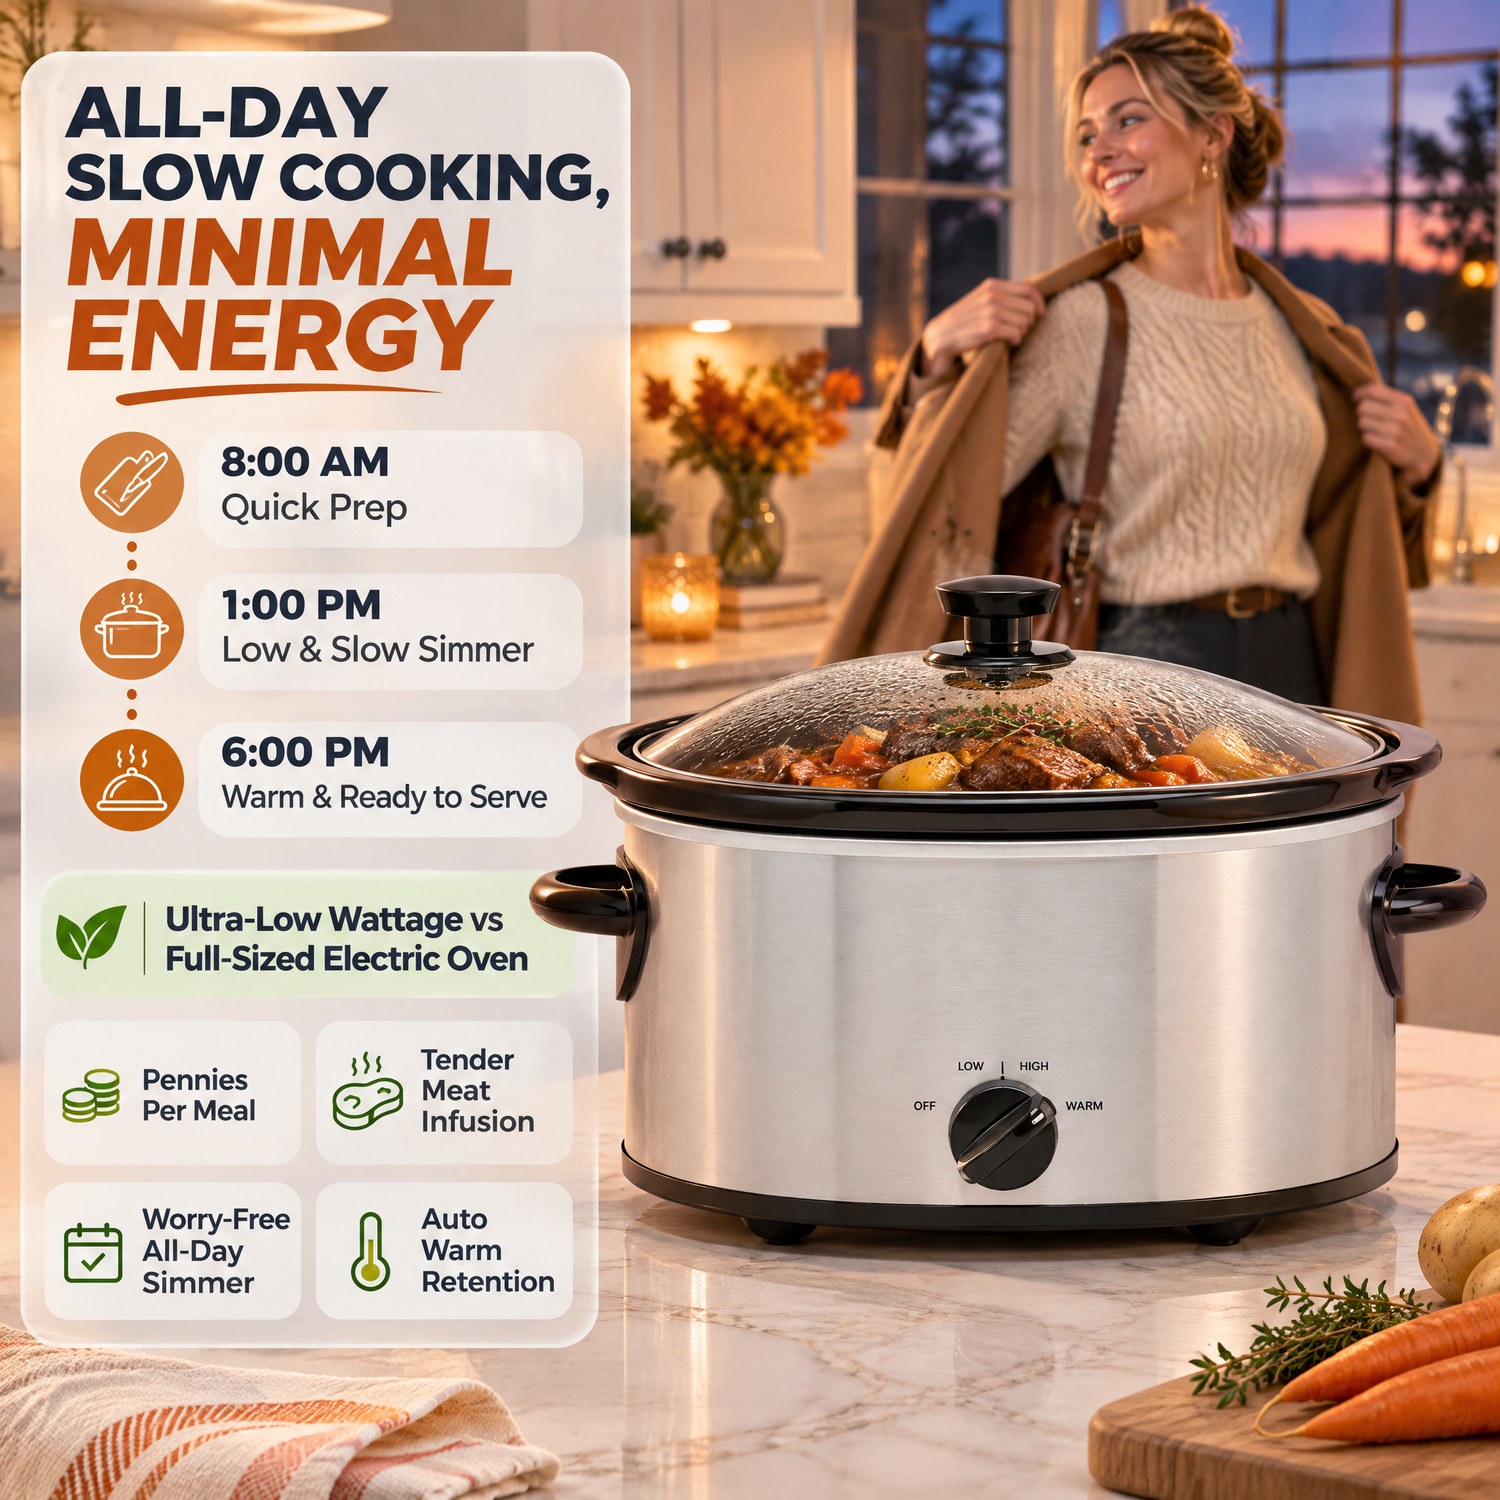 ALL-DAY
SLOW COOKING,
MINIMAL
ENERGY
8:00 AM
Quick Prep
1:00 PM
Low & Slow Simmer
6:00 PM
Warm & Ready to Serve
Ultra-Low Wattage vs
Full-Sized Electric Oven
Pennies
Per Meal
Tender
Meat
Infusion
Worry-Free
All-Day
Simmer
Auto
Warm
Retention
LOW | HIGH
OFF
WARM